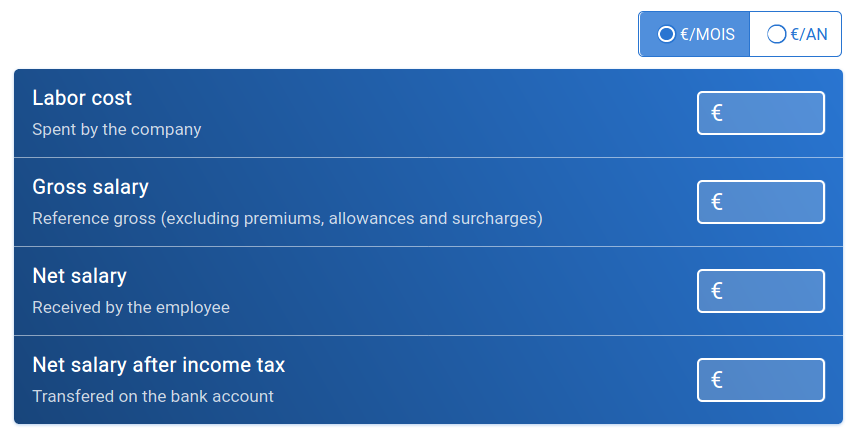 €/MOIS €/AN
Labor cost
Spent by the company
€
Gross salary
Reference gross (excluding premiums, allowances and surcharges)
€
Net salary
Received by the employee
€
Net salary after income tax
Transfered on the bank account
€